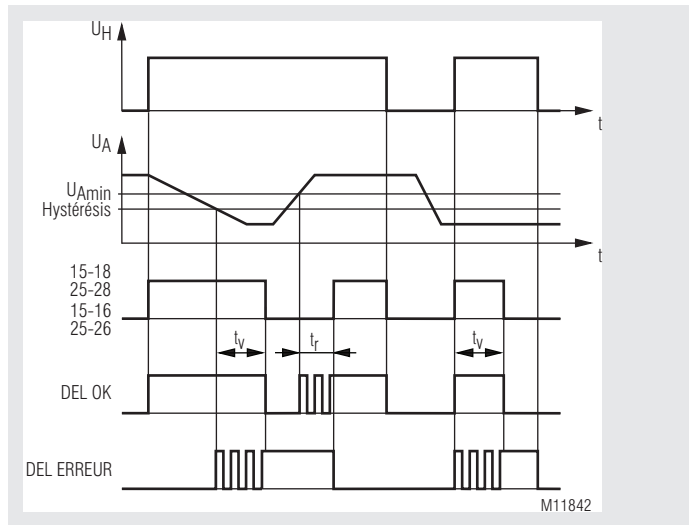 UH
t
UA
UAmin
Hystérésis
t
15-18
25-28
15-16
25-26
tv
tr
tv
DEL OK
DEL ERREUR
M11842